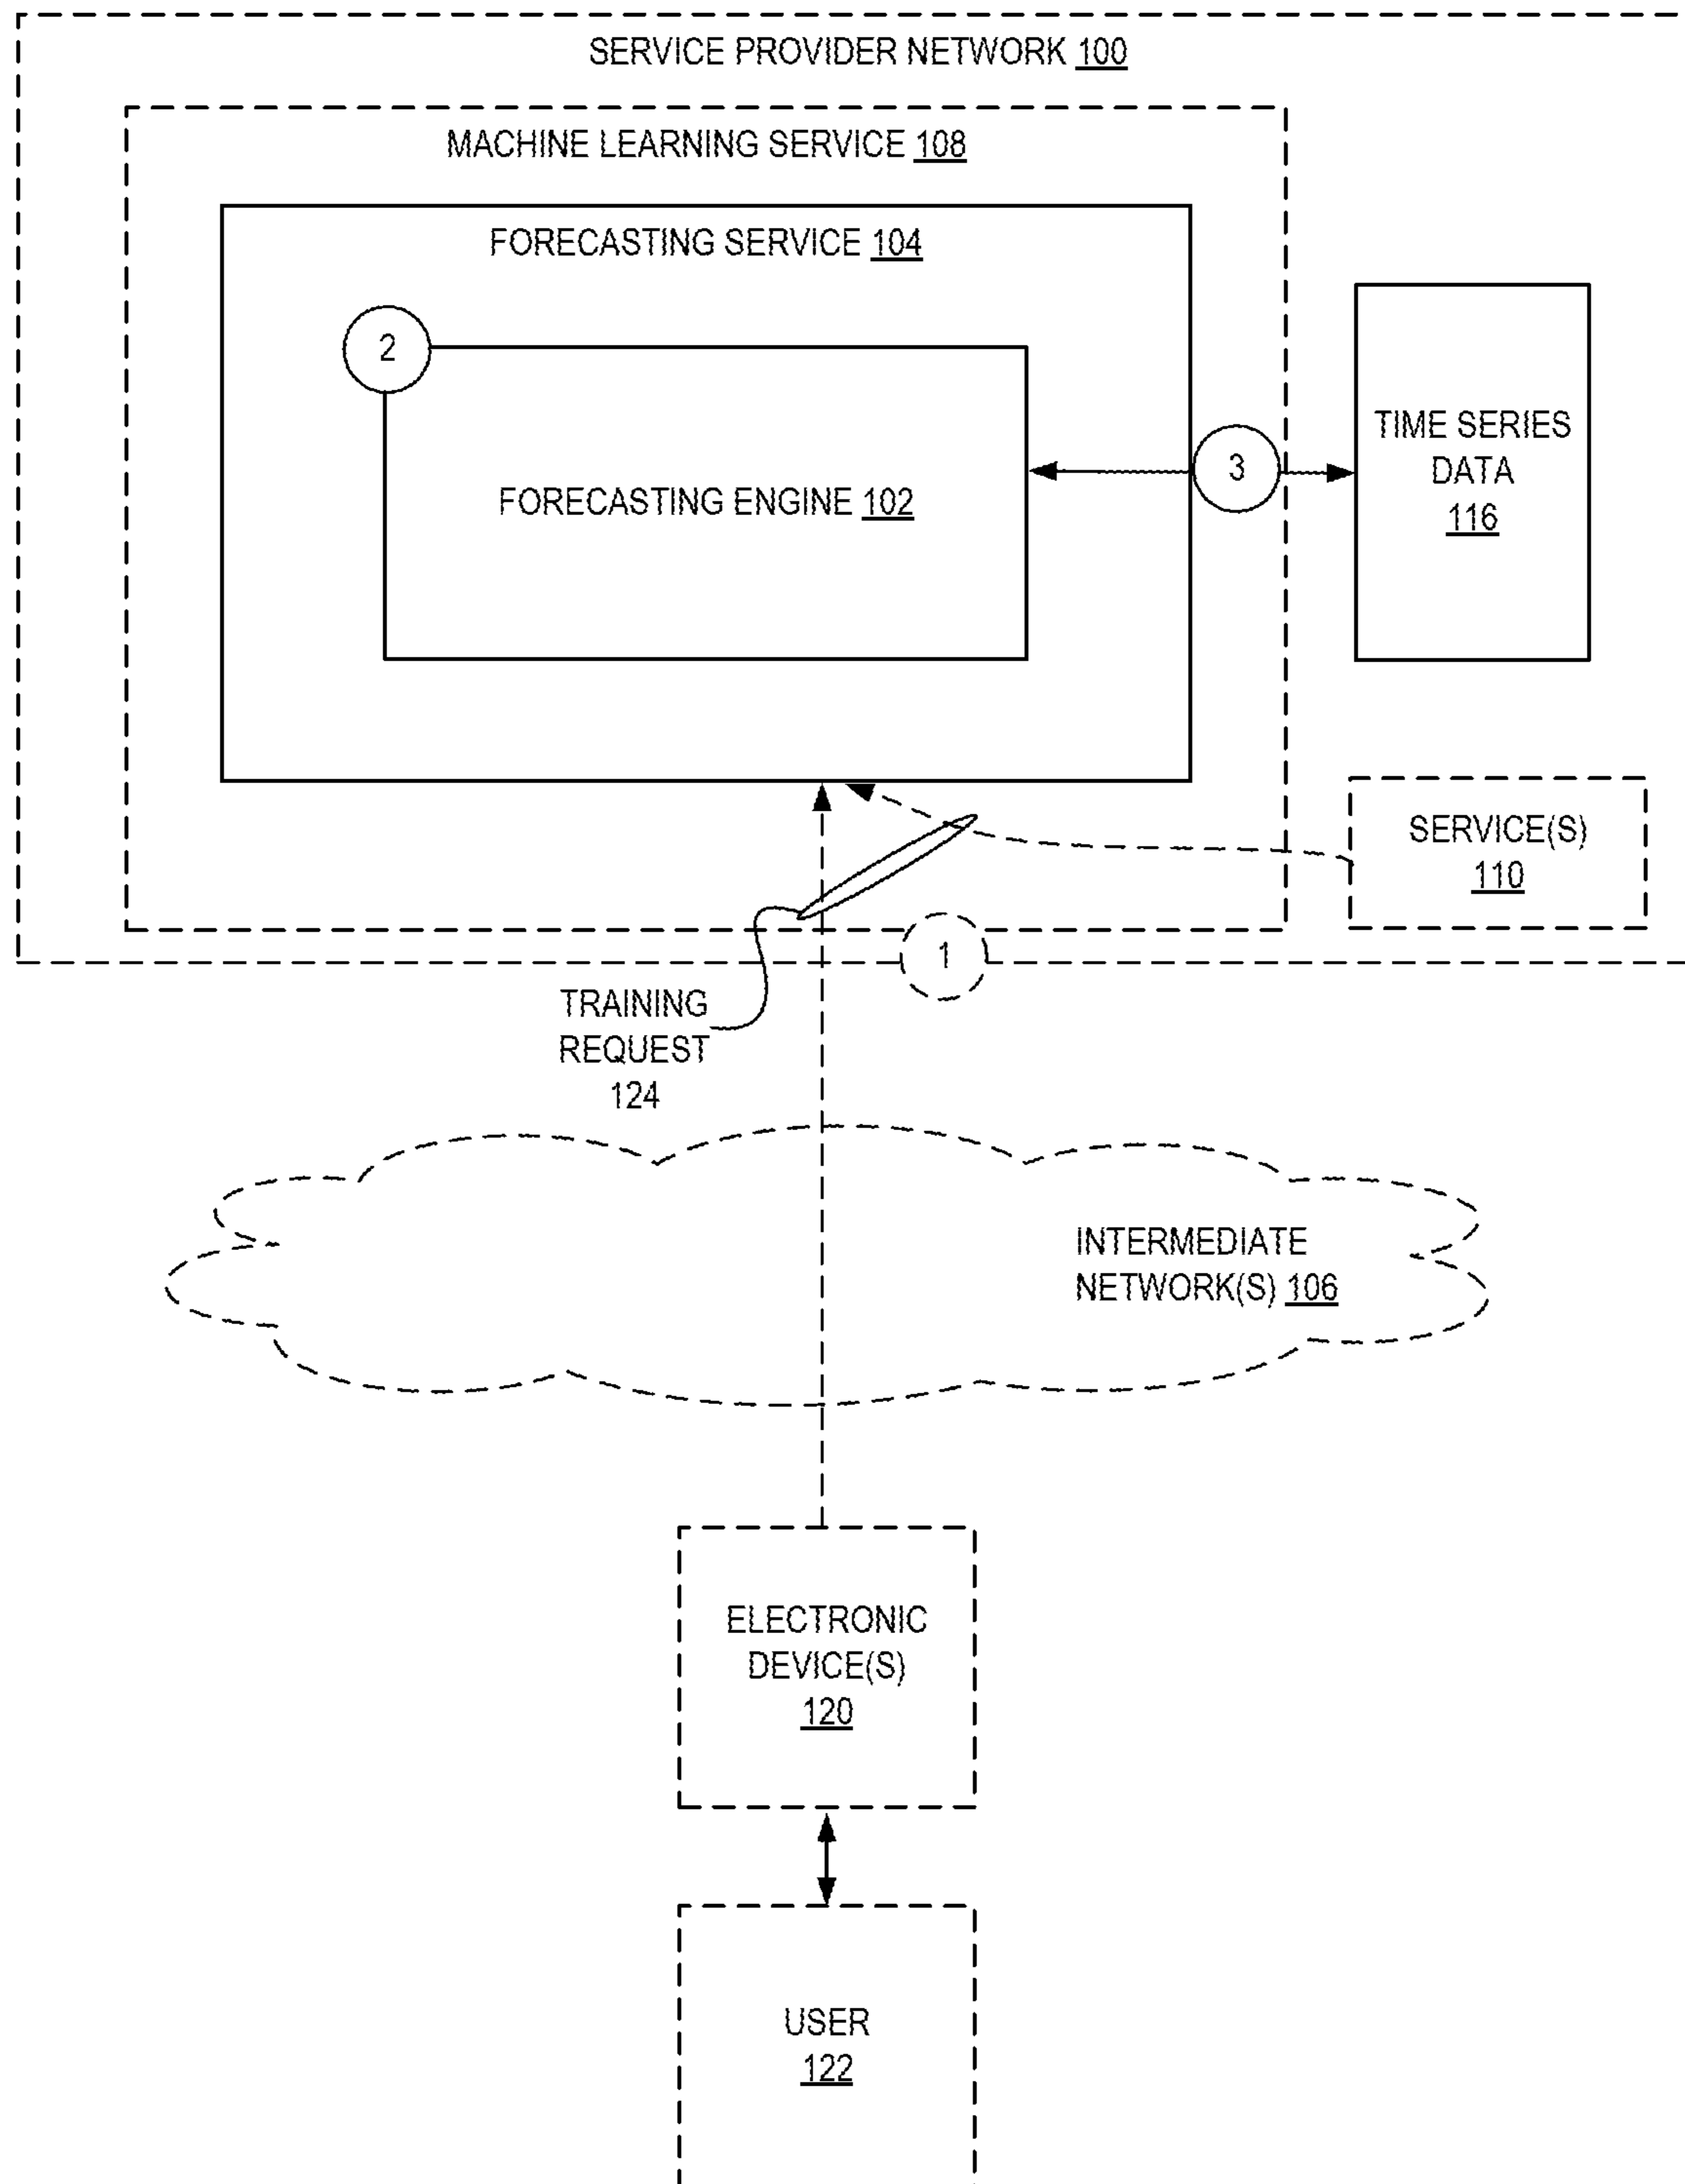 SERVICE PROVIDER NETWORK 100
MACHINE LEARNING SERVICE 108
FORECASTING SERVICE 104
2
FORECASTING ENGINE 102
3
TIME SERIES
DATA
116
SERVICE(S)
110
1
TRAINING
REQUEST
124
INTERMEDIATE
NETWORK(S) 106
ELECTRONIC
DEVICE(S)
120
USER
122